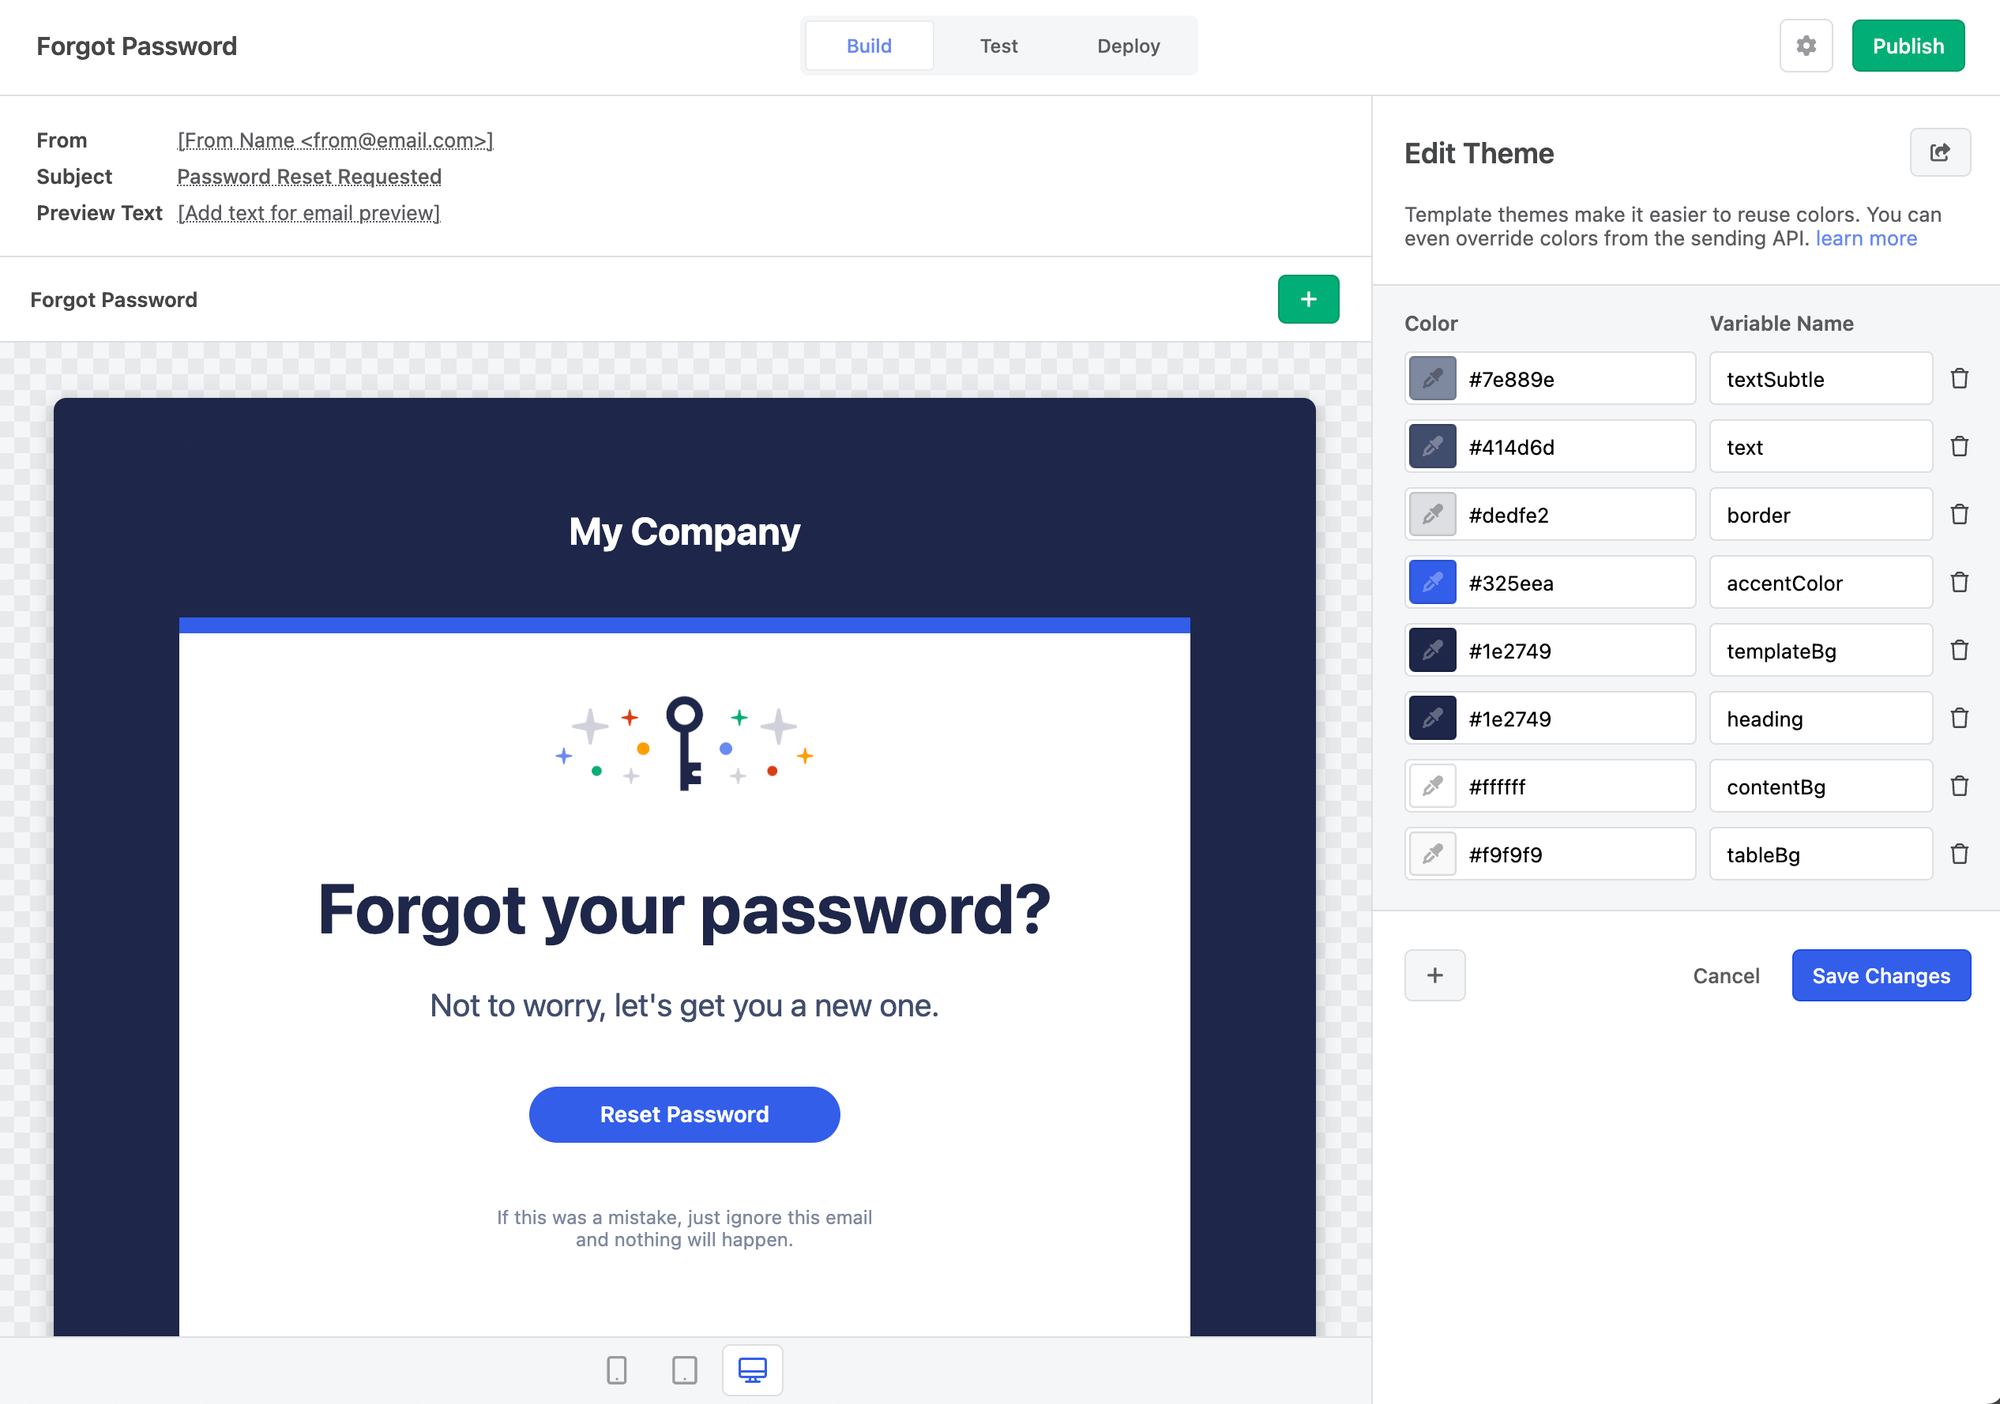 Forgot Password
Build
Test
Deploy
Publish
From [From Name <from@email.com>]
Subject Password Reset Requested
Preview Text [Add text for email preview]
Forgot Password
+
My Company
Forgot your password?
Not to worry, let's get you a new one.
Reset Password
If this was a mistake, just ignore this email
and nothing will happen.
Edit Theme
Template themes make it easier to reuse colors. You can
even override colors from the sending API. learn more
Color Variable Name
#7e889e textSubtle
#414d6d text
#dedfe2 border
#325eea accentColor
#1e2749 templateBg
#1e2749 heading
#ffffff contentBg
#f9f9f9 tableBg
+
Cancel
Save Changes